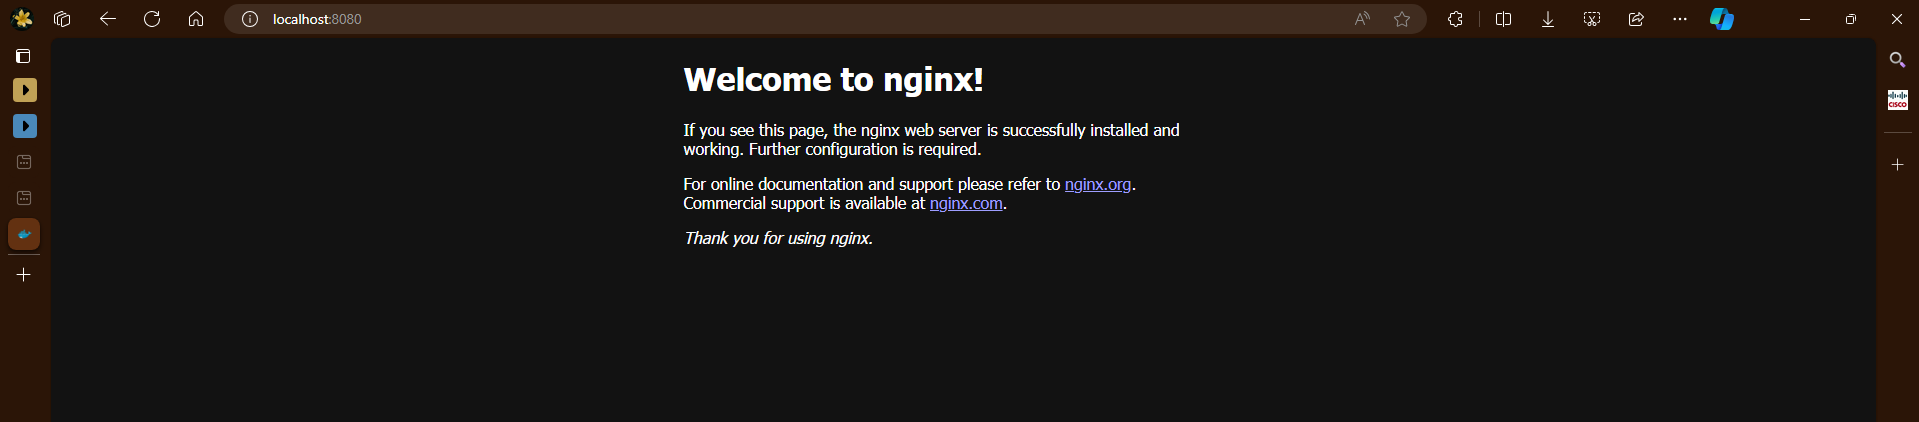 localhost:8080
Welcome to nginx!
If you see this page, the nginx web server is successfully installed and
working. Further configuration is required.
For online documentation and support please refer to nginx.org.
Commercial support is available at nginx.com.
Thank you for using nginx.
CISCO